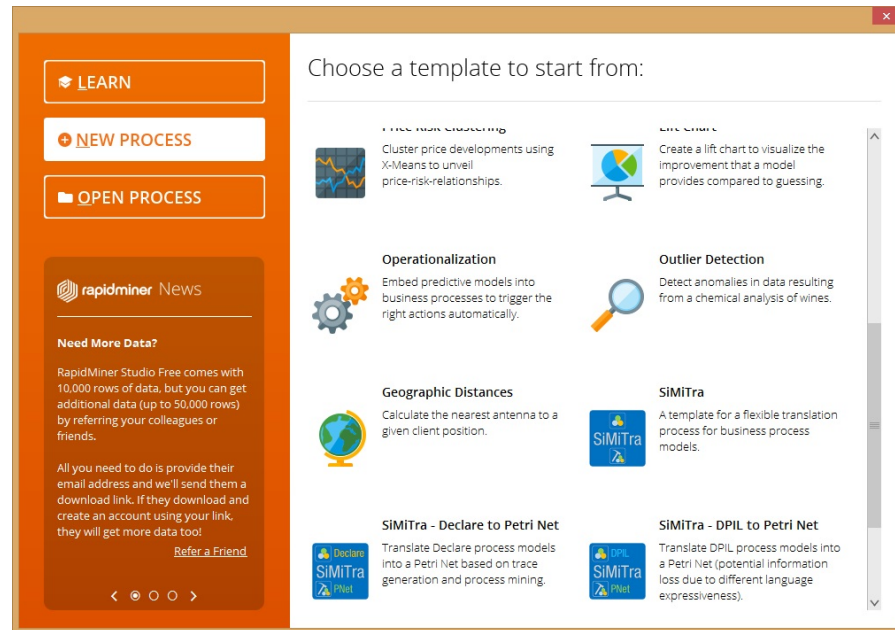 LEARN
NEW PROCESS
OPEN PROCESS
rapidminer News
Need More Data?
RapidMiner Studio Free comes with
10,000 rows of data, but you can get
additional data (up to 50,000 rows)
by referring your colleagues or
friends.
All you need to do is provide their
email address and we'll send them a
download link. If they download and
create an account using your link,
they will get more data too!
Refer a Friend
Choose a template to start from:
Price Risk Clustering
Cluster price developments using
X-Means to unveil
price-risk-relationships.
Lift Chart
Create a lift chart to visualize the
improvement that a model
provides compared to guessing.
Operationalization
Embed predictive models into
business processes to trigger the
right actions automatically.
Outlier Detection
Detect anomalies in data resulting
from a chemical analysis of wines.
Geographic Distances
Calculate the nearest antenna to a
given client position.
SiMiTra
SiMiTra
A template for a flexible translation
process for business process
models.
Declare
SiMiTra
PNet
SiMiTra - Declare to Petri Net
Translate Declare process models
into a Petri Net based on trace
generation and process mining.
DPIL
SiMiTra
PNet
SiMiTra - DPIL to Petri Net
Translate DPIL process models into
a Petri Net (potential information
loss due to different language
expressiveness).